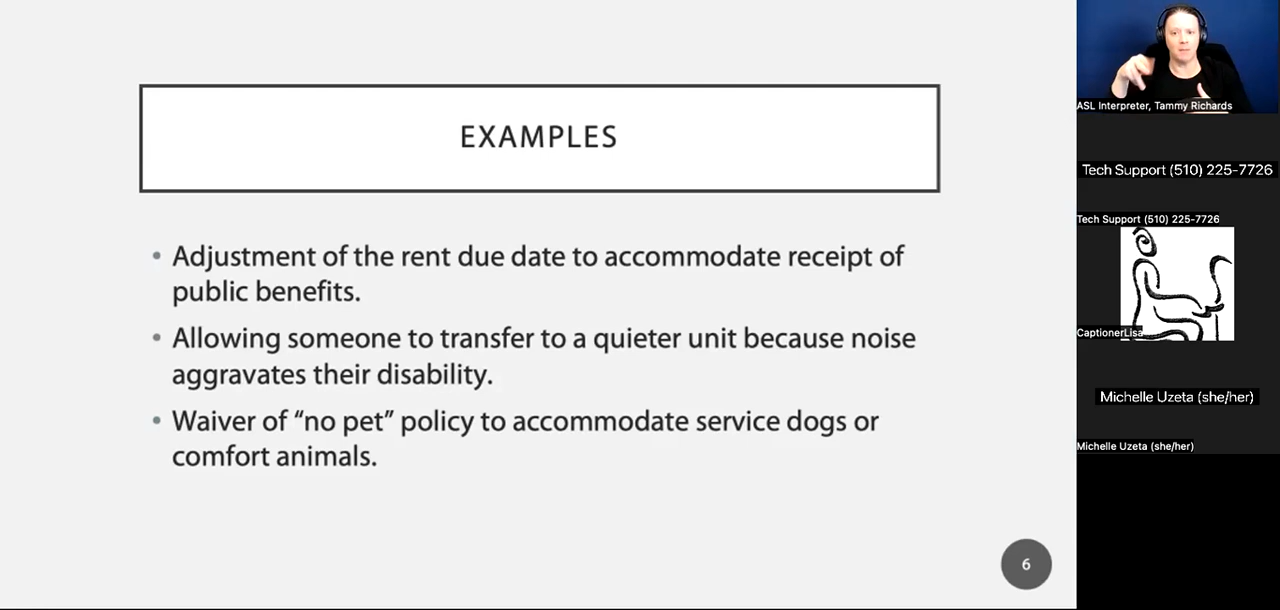 EXAMPLES
• Adjustment of the rent due date to accommodate receipt of
public benefits.
• Allowing someone to transfer to a quieter unit because noise
aggravates their disability.
• Waiver of “no pet” policy to accommodate service dogs or
comfort animals.
6
ASL Interpreter, Tammy Richards
Tech Support (510) 225-7726
Tech Support (510) 225-7726
CaptionerLisa
Michelle Uzeta (she/her)
Michelle Uzeta (she/her)